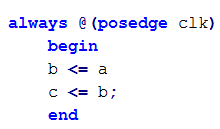 always @(posedge clk)
begin
b <= a
c <= b;
end